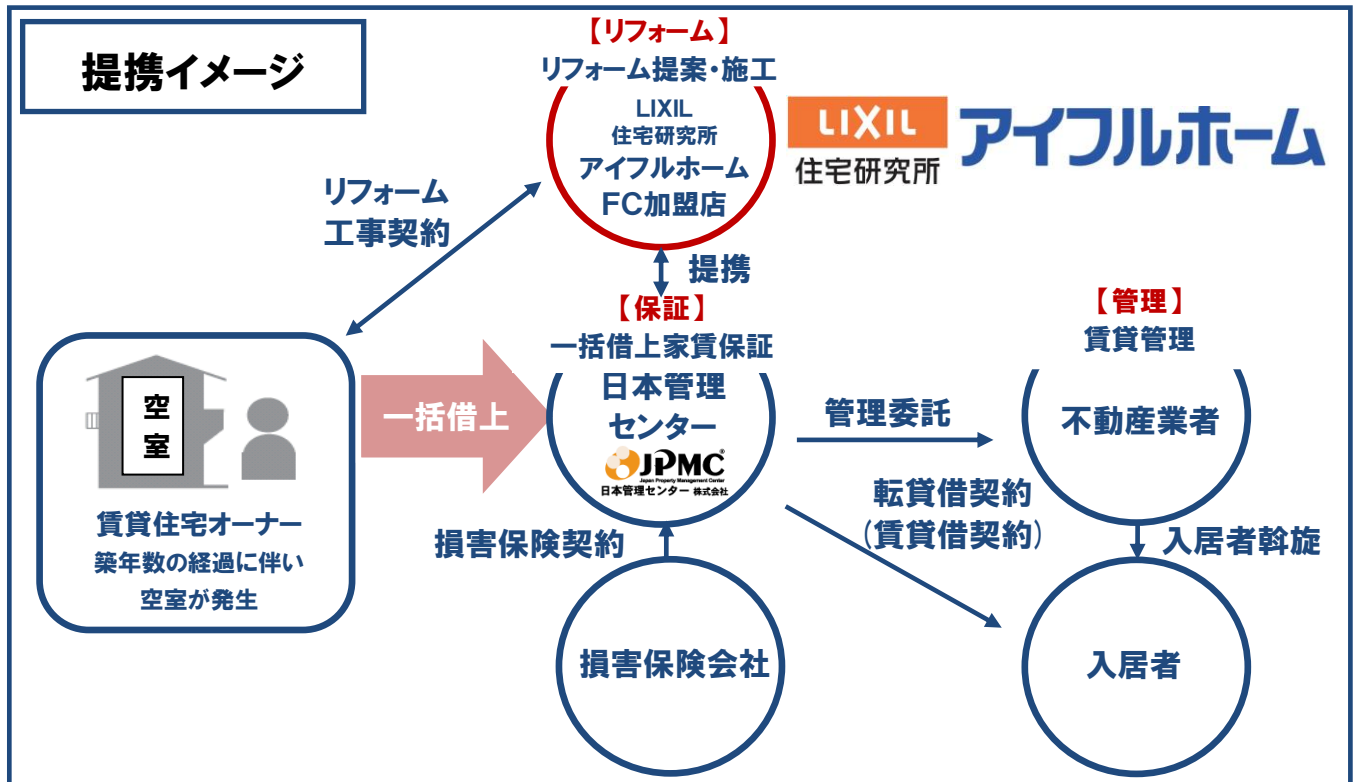 提携イメージ
【リフォーム】
リフォーム提案・施工
LIXIL
住宅研究所
アイフルホーム
FC加盟店
LIXIL
住宅研究所
アイフルホーム
リフォーム
工事契約
提携
【保証】
一括借上家賃保証
日本管理
センター
JPMC®
Japan Property Management Center
日本管理センター 株式会社
【管理】
賃貸管理
不動産業者
空
室
賃貸住宅オーナー
築年数の経過に伴い
空室が発生
一括借上
管理委託
転貸借契約
(賃貸借契約)
入居者斡旋
損害保険契約
損害保険会社
入居者